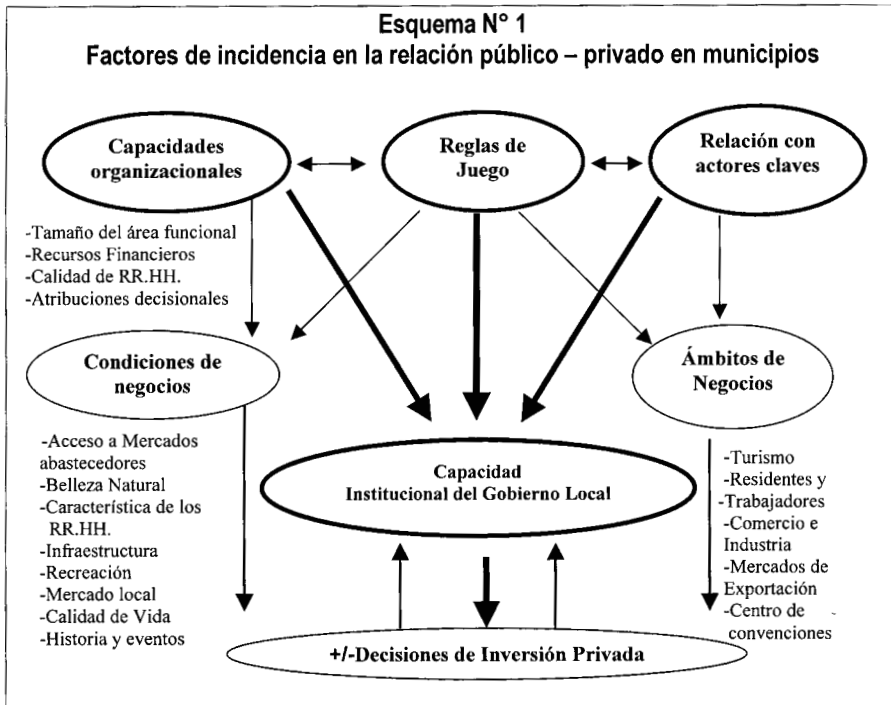 Esquema N° 1
Factores de incidencia en la relación público – privado en municipios
Capacidades
organizacionales
Reglas de
Juego
Relación con
actores claves
-Tamaño del área funcional
-Recursos Financieros
-Calidad de RR.HH.
-Atribuciones decisionales
Condiciones de
negocios
Ámbitos de
Negocios
-Acceso a Mercados
abastecedores
-Belleza Natural
-Característica de los
RR.HH.
-Infraestructura
-Recreación
-Mercado local
-Calidad de Vida
-Historia y eventos
Capacidad
Institucional del Gobierno Local
-Turismo
-Residentes y
-Trabajadores
-Comercio e
Industria
-Mercados de
Exportación
-Centro de
convenciones
+/-Decisiones de Inversión Privada